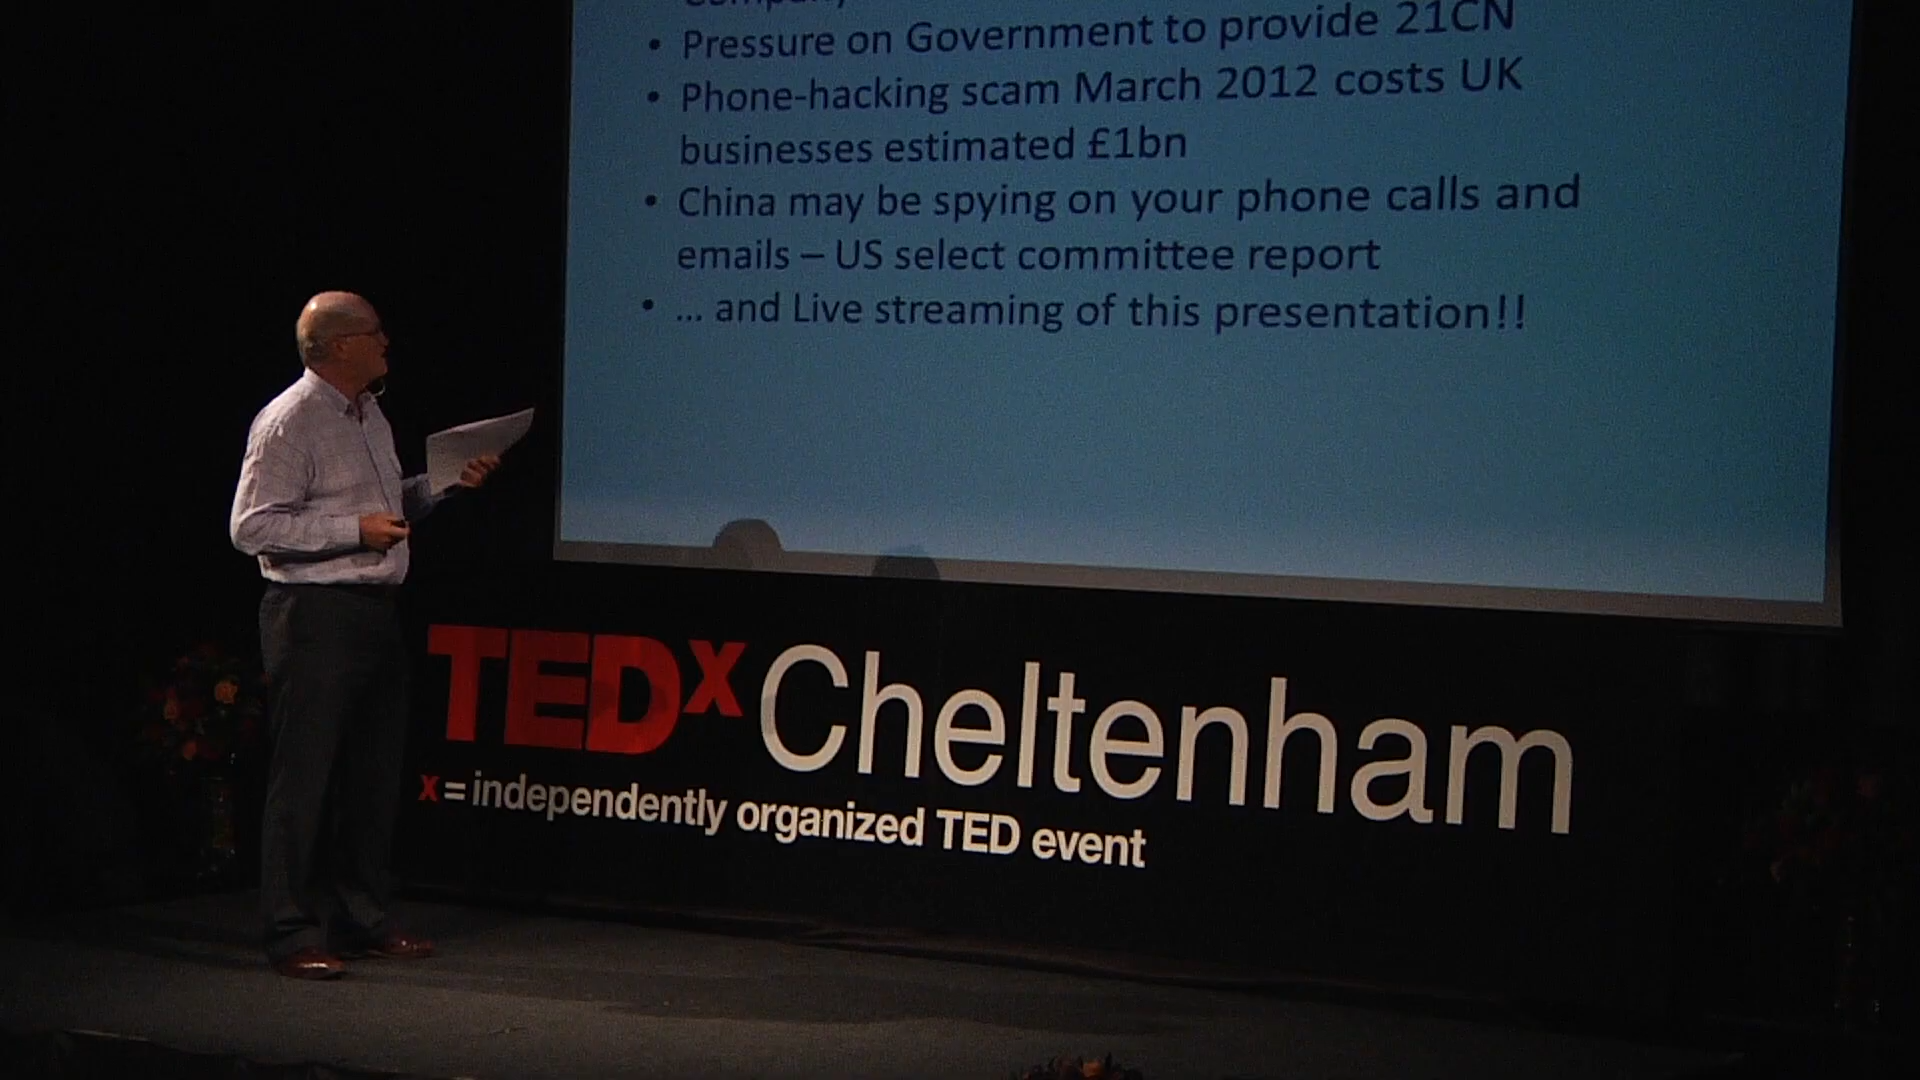 • Pressure on Government to provide 21CN
• Phone-hacking scam March 2012 costs UK
businesses estimated £1bn
• China may be spying on your phone calls and
emails – US select committee report
• ... and Live streaming of this presentation!!
TEDx Cheltenham
x = independently organized TED event